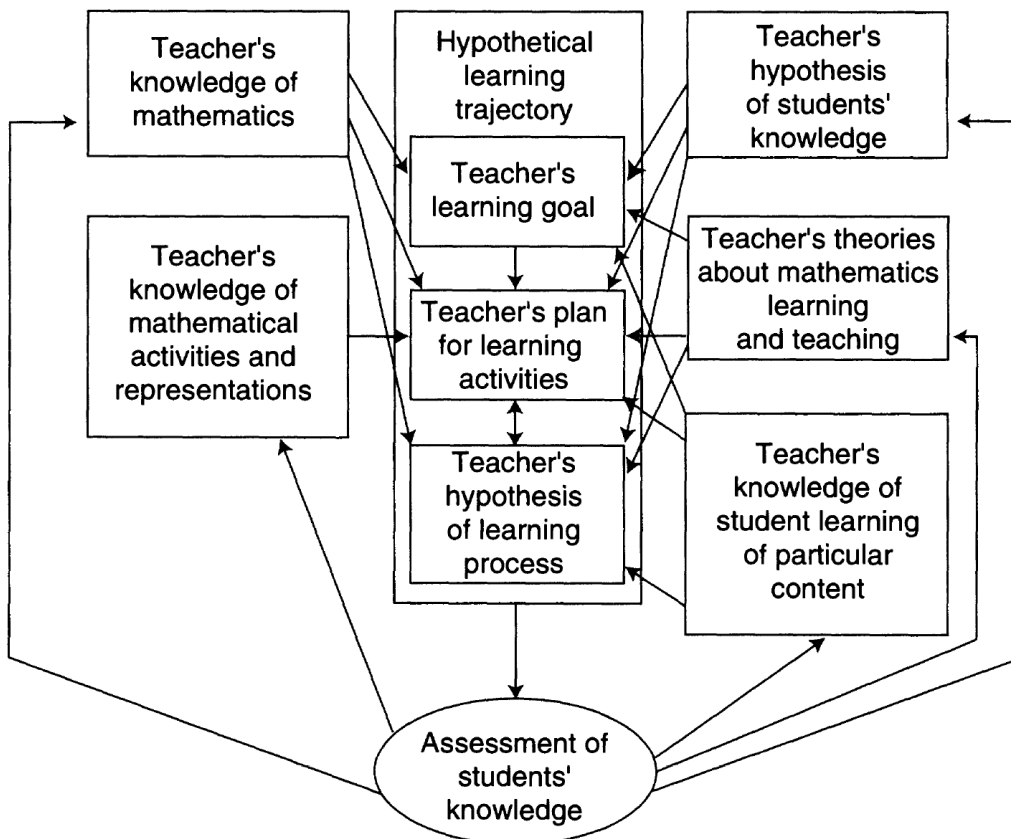 Teacher's
knowledge of
mathematics
Hypothetical
learning
trajectory
Teacher's
hypothesis
of students'
knowledge
Teacher's
learning goal
Teacher's
knowledge of
mathematical
activities and
representations
Teacher's plan
for learning
activities
Teacher's theories
about mathematics
learning
and teaching
Teacher's
hypothesis
of learning
process
Teacher's
knowledge of
student learning
of particular
content
Assessment of
students'
knowledge